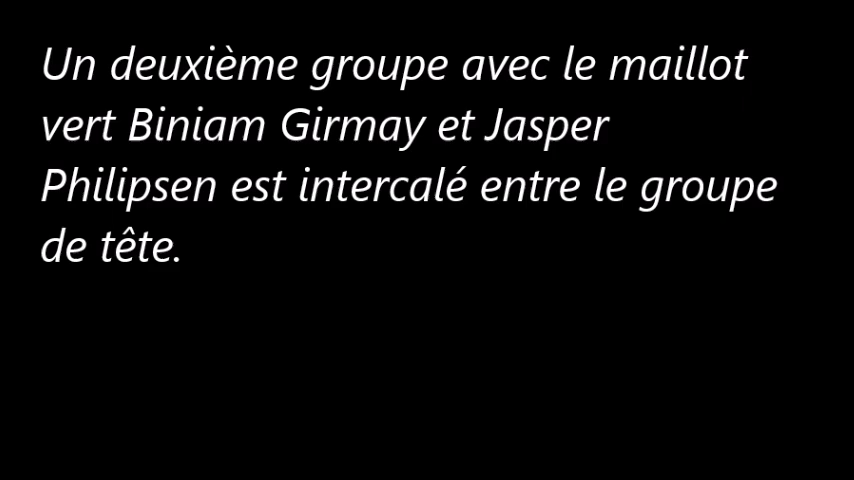 Un deuxième groupe avec le maillot
vert Biniam Girmay et Jasper
Philipsen est intercalé entre le groupe
de tête.